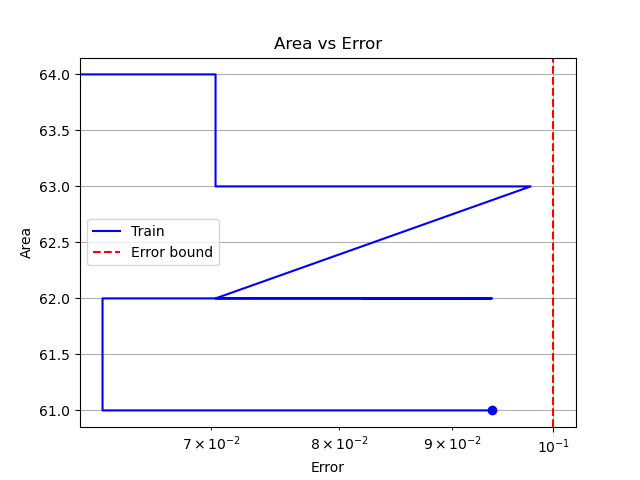 Area vs Error
64.0
63.5
63.0
62.5
62.0
61.5
61.0
Area
Train
Error bound
7 × 10⁻²
8 × 10⁻²
9 × 10⁻²
10⁻¹
Error